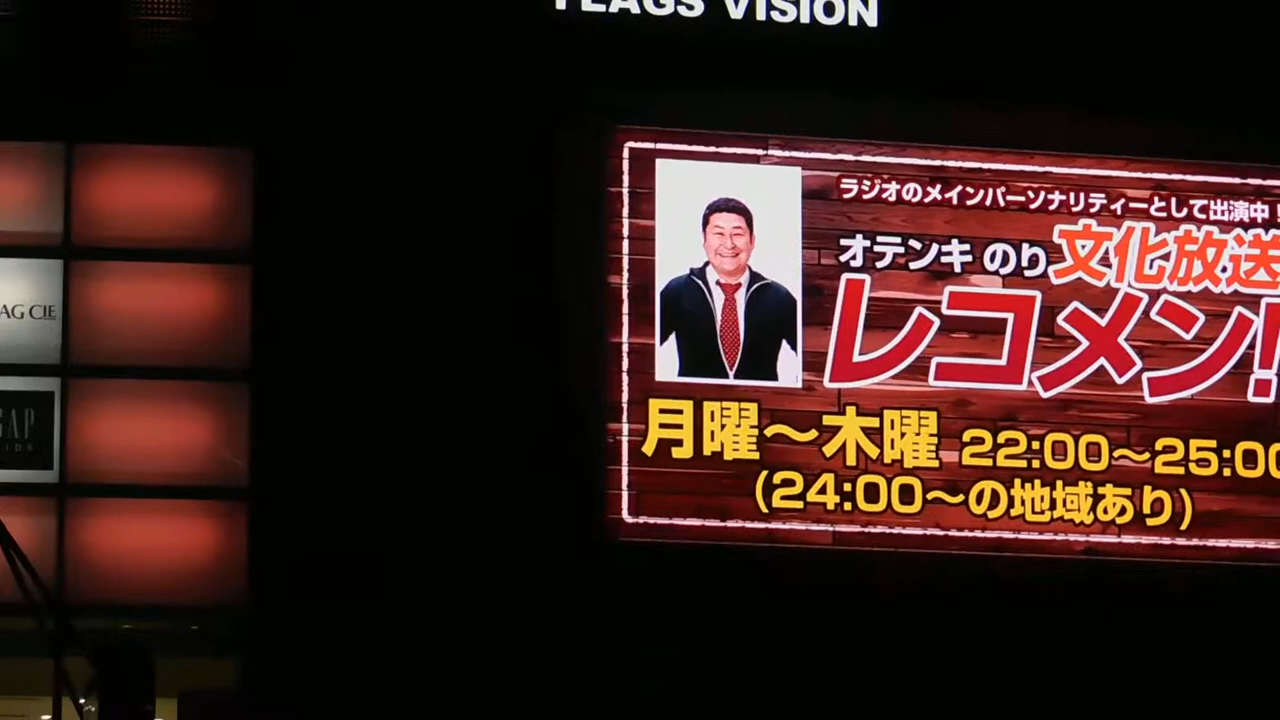 FLAGS VISION
ラジオのメインパーソナリティーとして出演中!
オテンキ のり文化放送
レコメン!
月曜～木曜 22:00～25:00
(24:00～の地域あり)
AG CIE
GAP